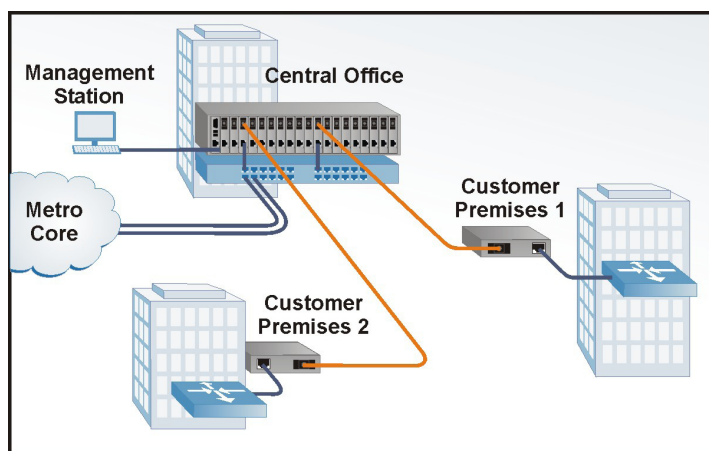 Management
Station
Central Office
Metro
Core
Customer
Premises 1
Customer
Premises 2